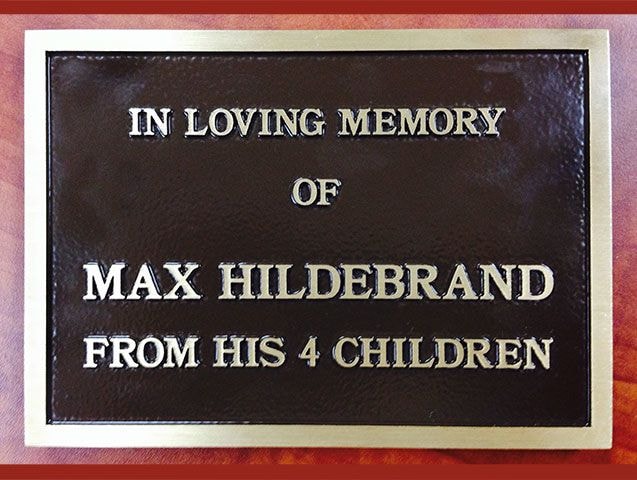 IN LOVING MEMORY
OF
MAX HILDEBRAND
FROM HIS 4 CHILDREN